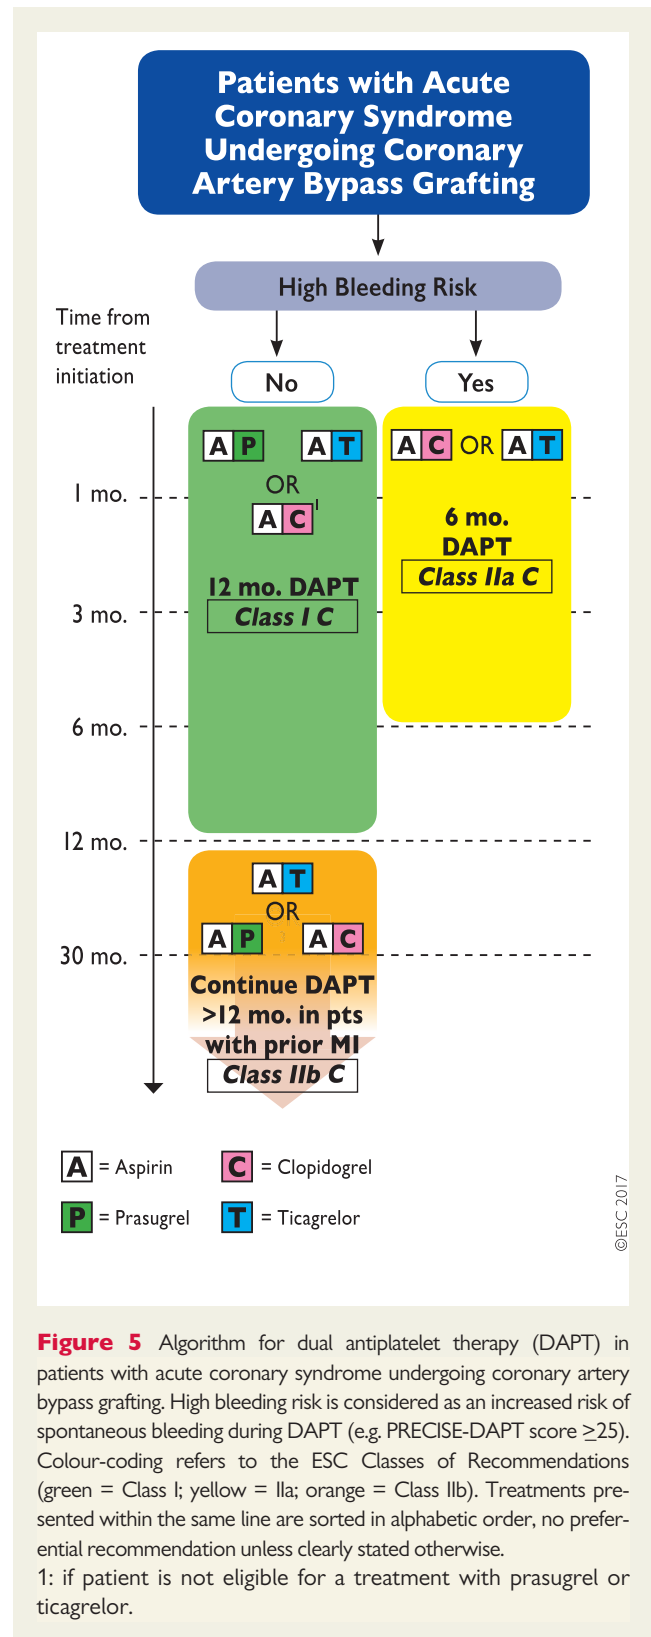 Patients with Acute
Coronary Syndrome
Undergoing Coronary
Artery Bypass Grafting
High Bleeding Risk
Time from
treatment
initiation
No
Yes
A P A T
A C OR A T
OR
1 mo.
A C 1
6 mo.
DAPT
Class IIa C
12 mo. DAPT
Class I C
3 mo.
6 mo.
12 mo.
A T
OR
3
A P A C
30 mo.
Continue DAPT
>12 mo. in pts
with prior MI
Class IIb C
A = Aspirin
C = Clopidogrel
P = Prasugrel
T = Ticagrelor
©ESC 2017
Figure 5 Algorithm for dual antiplatelet therapy (DAPT) in
patients with acute coronary syndrome undergoing coronary artery
bypass grafting. High bleeding risk is considered as an increased risk of
spontaneous bleeding during DAPT (e.g. PRECISE-DAPT score ≥25).
Colour-coding refers to the ESC Classes of Recommendations
(green = Class I; yellow = IIa; orange = Class IIb). Treatments pre-
sented within the same line are sorted in alphabetic order, no prefer-
ential recommendation unless clearly stated otherwise.
1: if patient is not eligible for a treatment with prasugrel or
ticagrelor.